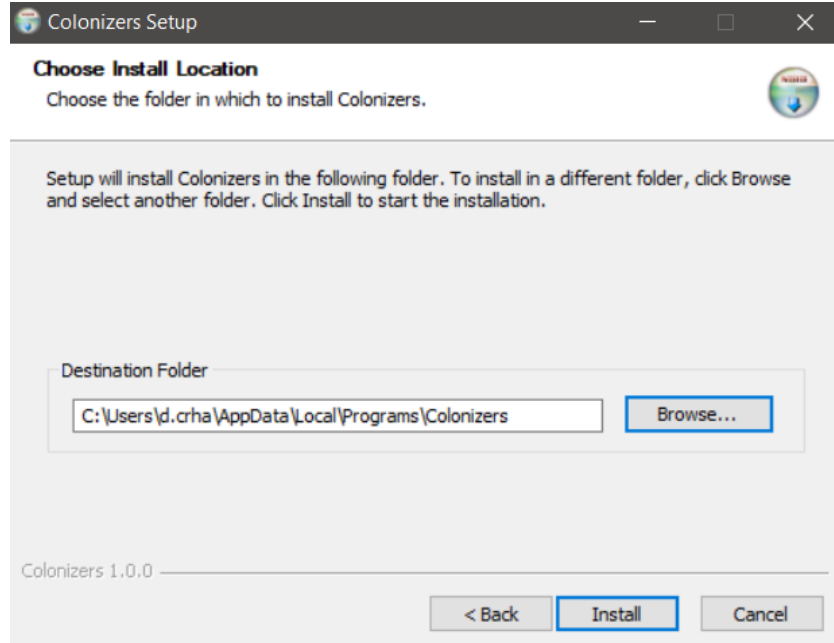 Colonizers Setup
Choose Install Location
Choose the folder in which to install Colonizers.
Setup will install Colonizers in the following folder. To install in a different folder, click Browse
and select another folder. Click Install to start the installation.
Destination Folder
C:\Users\d.crha\AppData\Local\Programs\Colonizers
Browse...
Colonizers 1.0.0
< Back
Install
Cancel